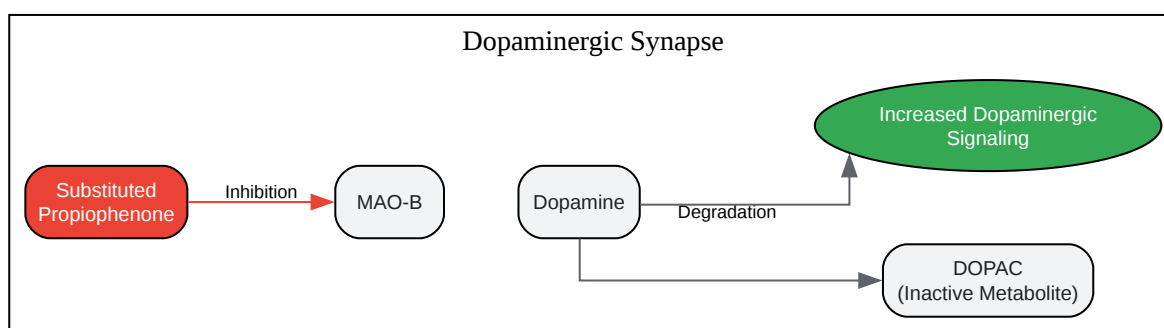 Dopaminergic Synapse
Increased Dopaminergic
Signaling
Substituted
Propiophenone
Inhibition
MAO-B
Dopamine
Degradation
DOPAC
(Inactive Metabolite)